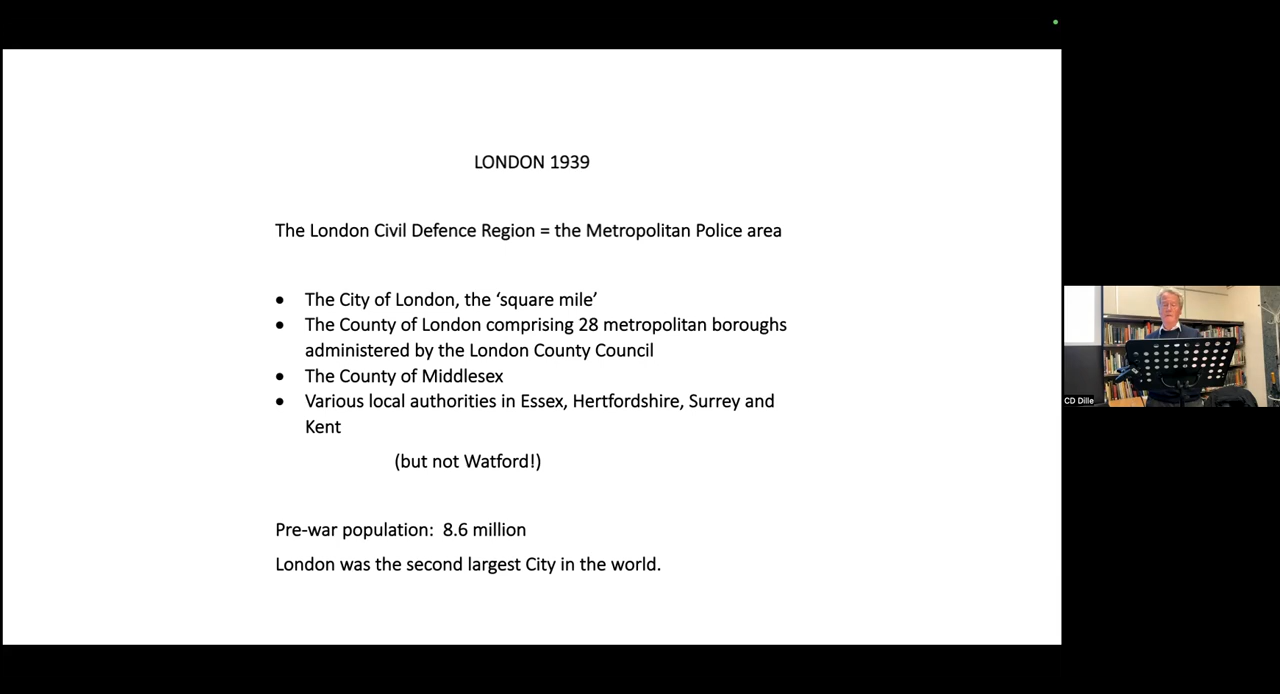 LONDON 1939
The London Civil Defence Region = the Metropolitan Police area
• The City of London, the ‘square mile’
• The County of London comprising 28 metropolitan boroughs
administered by the London County Council
• The County of Middlesex
• Various local authorities in Essex, Hertfordshire, Surrey and
Kent
(but not Watford!)
Pre-war population: 8.6 million
London was the second largest City in the world.
CD Dille